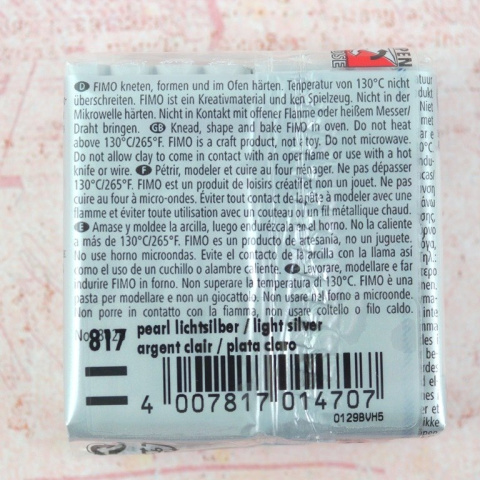 OPEN
D FIMO kneten, formen und im Ofen härten. Temperatur von 130°C nicht
überschreiten. FIMO ist ein Kreativmaterial und kein Spielzeug. Nicht in der
Mikrowelle härten. Nicht in Kontakt mit offener Flamme oder heißem Messer/
Draht bringen. GB Knead, shape and bake FIMO in oven. Do not heat
above 130°C/265°F. FIMO is a craft product, not a toy. Do not microwave.
Do not allow clay to come in contact with an open flame or use with a hot
knife or wire. F Pétrir, modeler et cuire au four ménager. Ne pas dépasser
130°C/265°F. FIMO est un produit de loisirs créatif et non un jouet. Ne pas
cuire au four à micro-ondes. Éviter tout contact de la pâte à modeler avec une
flamme et éviter toute utilisation avec un couteau ou un fil métallique chaud.
E Amase y moldee la arcilla, luego endurézca al horno. No la caliente
a más de 130°C/265°F. FIMO es un producto de artesanía, no un juguete.
No use horno microondas. Evite el contacto de la arcilla con la llama así
como el uso de un cuchillo o alambre caliente. I Lavorare, modellare e far
indurire FIMO in forno. Non superare la temperatura di 130°C. FIMO è una
pasta per modellare e non un giocattolo. Non usare nel forno a microonde.
Non porre in contatto con la fiamma, non usare coltello o filo caldo.
No. 8020
817 pearl lichtsilber / light silver
argent clair / plata claro
4 007817 014707
0129BVH5